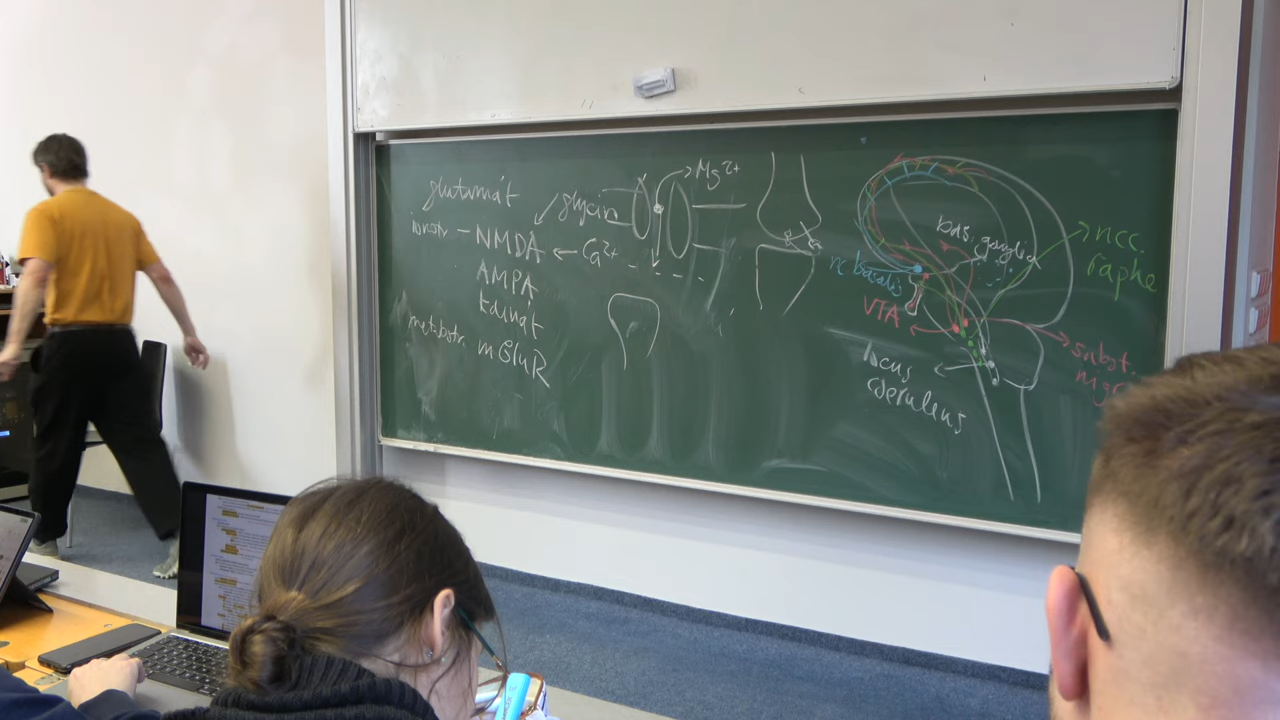 glutamát
ionotr. – NMDA ← Ca²⁺
glycin
Mg²⁺
AMPA
kainát
metabotr. mGluR
bas. ganglia
nc basalis
VTA
locus
coeruleus
ncc.
raphe
subst.